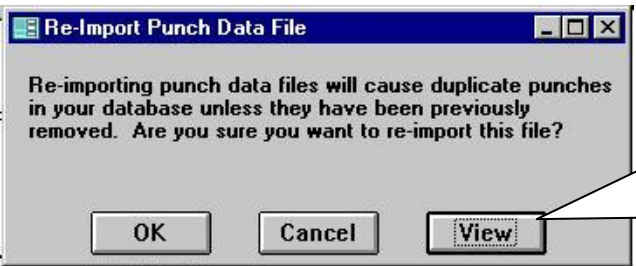 Re-Import Punch Data File
Re-importing punch data files will cause duplicate punches
in your database unless they have been previously
removed.  Are you sure you want to re-import this file?
OK Cancel View